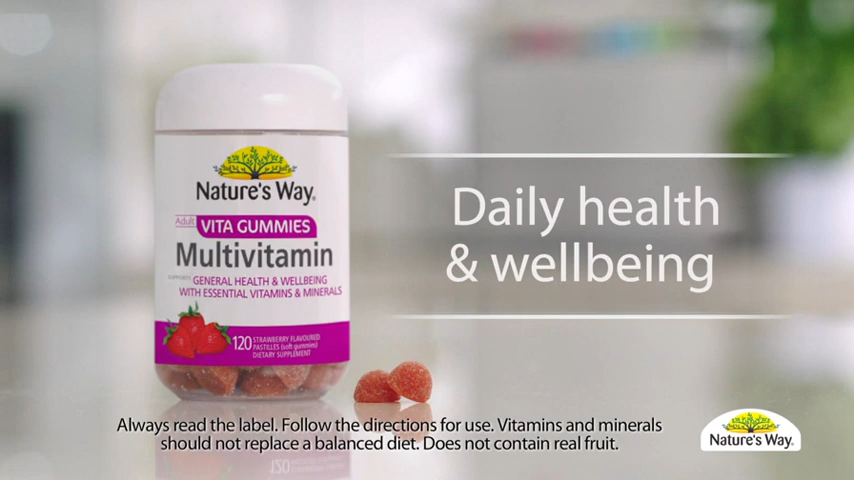 Nature's Way.
Adult VITA GUMMIES
Multivitamin
SUPPORTS GENERAL HEALTH & WELLBEING
WITH ESSENTIAL VITAMINS & MINERALS
120 STRAWBERRY FLAVOURED
PASTILLES (soft gummies)
DIETARY SUPPLEMENT
Daily health
& wellbeing
Always read the label. Follow the directions for use. Vitamins and minerals
should not replace a balanced diet. Does not contain real fruit.
Nature's Way.